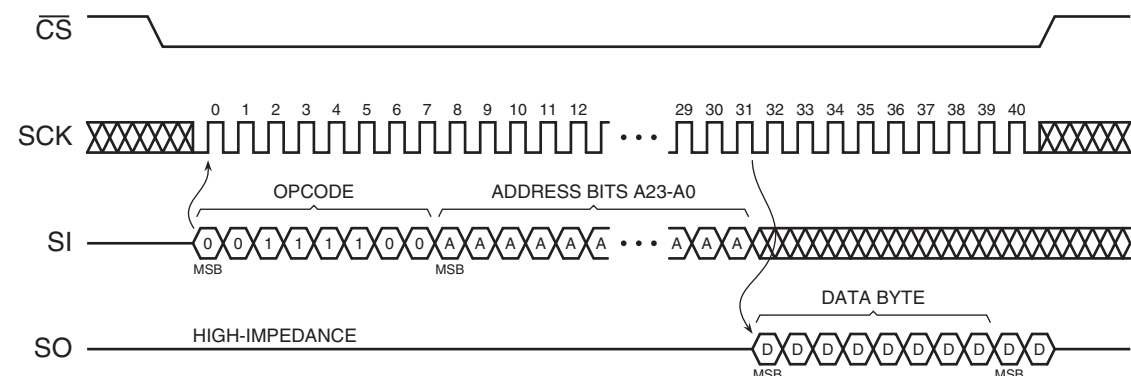 CS
0 1 2 3 4 5 6 7 8 9 10 11 12 29 30 31 32 33 34 35 36 37 38 39 40
SCK • • •
OPCODE ADDRESS BITS A23-A0
SI 0 0 1 1 1 1 0 0 A A A A A A • • • A A A
MSB MSB
DATA BYTE
HIGH-IMPEDANCE
SO D D D D D D D D D D
MSB MSB